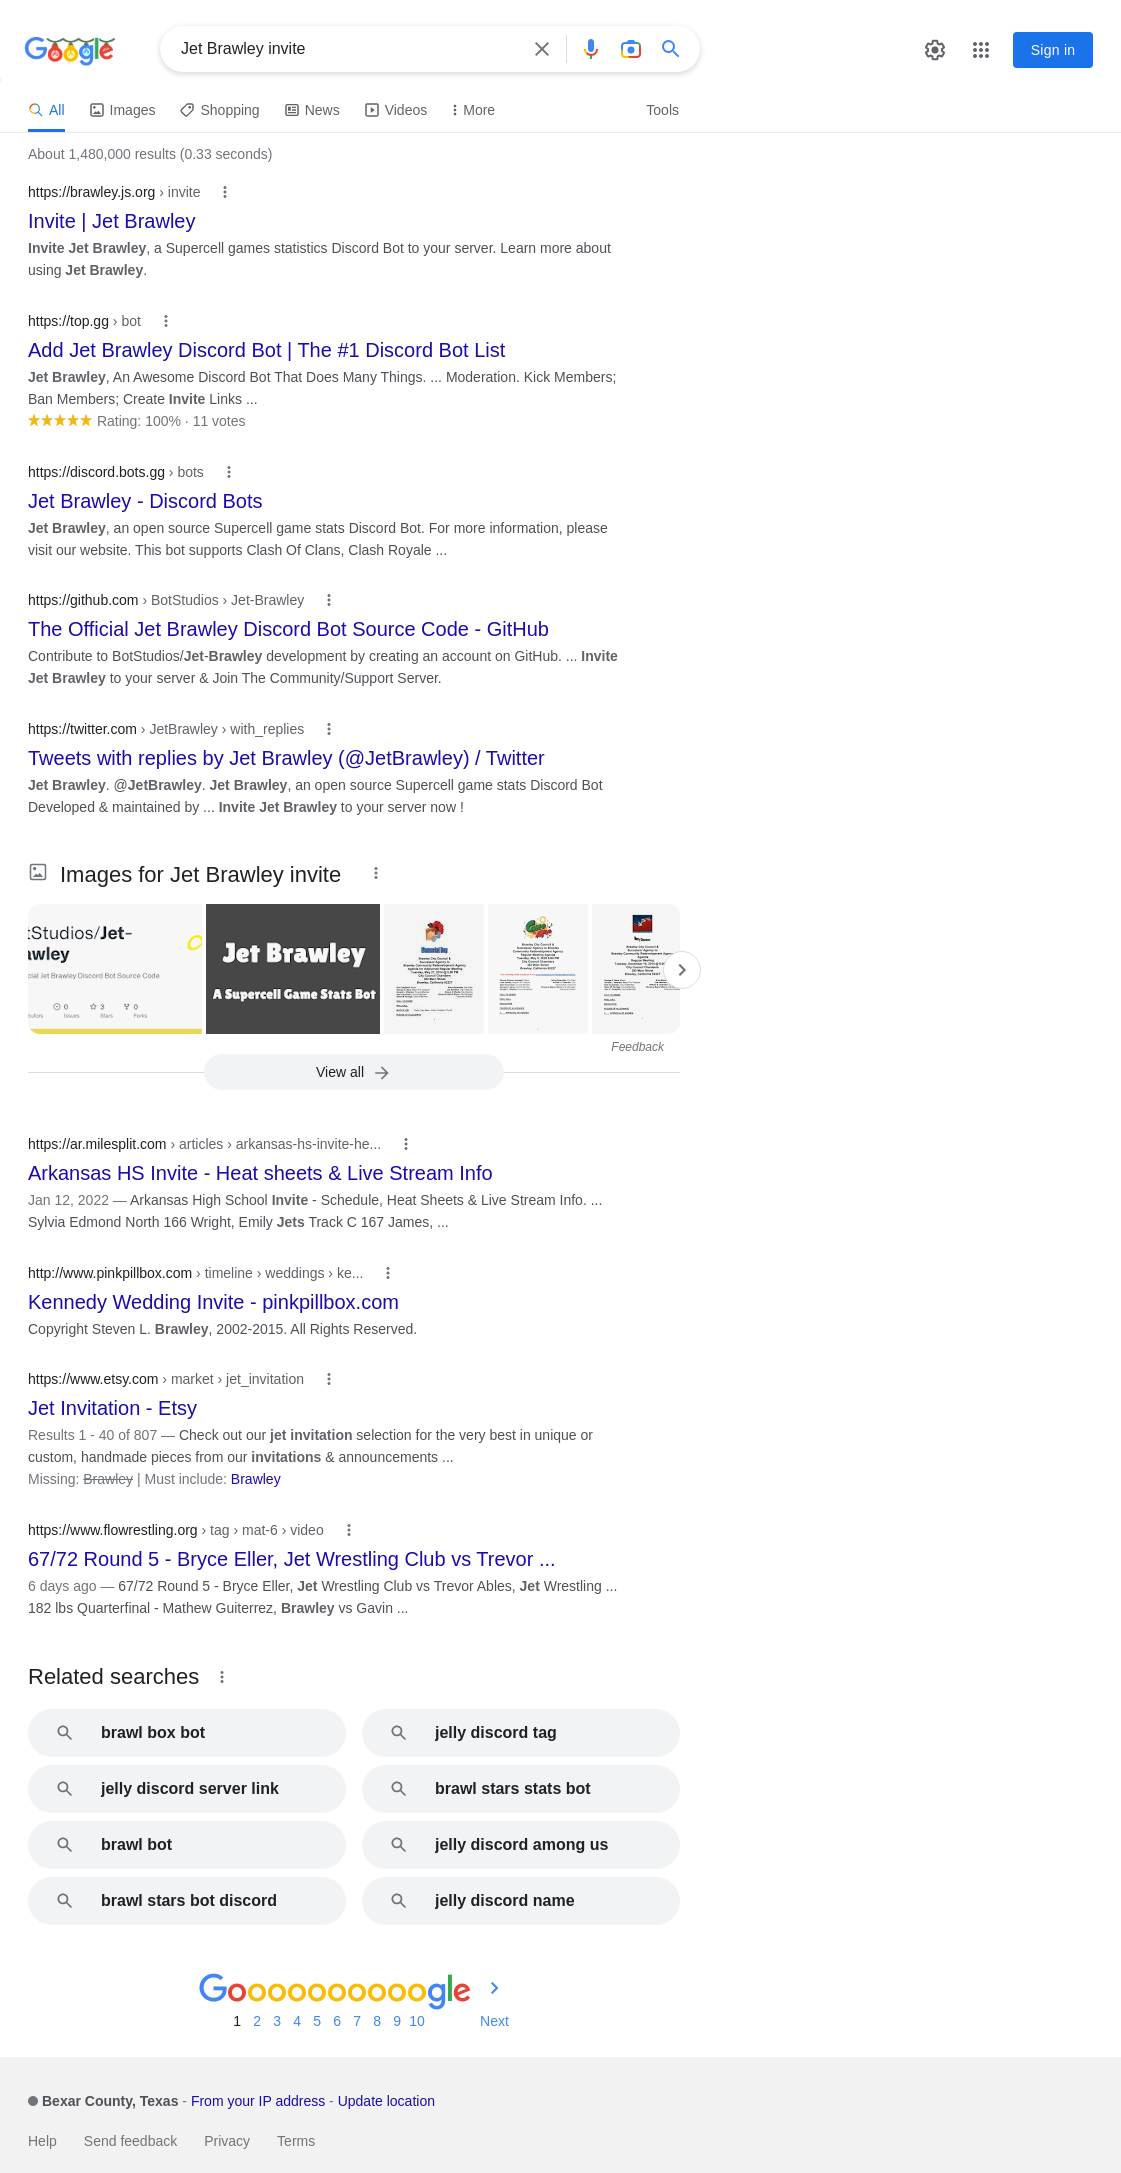 Google
Jet Brawley invite
Sign in
All Images Shopping News Videos More Tools
About 1,480,000 results (0.33 seconds)
https://brawley.js.org › invite
Invite | Jet Brawley
Invite Jet Brawley, a Supercell games statistics Discord Bot to your server. Learn more about
using Jet Brawley.
https://top.gg › bot
Add Jet Brawley Discord Bot | The #1 Discord Bot List
Jet Brawley, An Awesome Discord Bot That Does Many Things. ... Moderation. Kick Members;
Ban Members; Create Invite Links ...
Rating: 100% · 11 votes
https://discord.bots.gg › bots
Jet Brawley - Discord Bots
Jet Brawley, an open source Supercell game stats Discord Bot. For more information, please
visit our website. This bot supports Clash Of Clans, Clash Royale ...
https://github.com › BotStudios › Jet-Brawley
The Official Jet Brawley Discord Bot Source Code - GitHub
Contribute to BotStudios/Jet-Brawley development by creating an account on GitHub. ... Invite
Jet Brawley to your server & Join The Community/Support Server.
https://twitter.com › JetBrawley › with_replies
Tweets with replies by Jet Brawley (@JetBrawley) / Twitter
Jet Brawley. @JetBrawley. Jet Brawley, an open source Supercell game stats Discord Bot
Developed & maintained by ... Invite Jet Brawley to your server now !
Images for Jet Brawley invite
tStudios/Jet-
awley
cial Jet Brawley Discord Bot Source Code
0 3 0
Issues Stars Forks
Jet Brawley
A Supercell Game Stats Bot
Memorial Day
Feedback
View all
https://ar.milesplit.com › articles › arkansas-hs-invite-he...
Arkansas HS Invite - Heat sheets & Live Stream Info
Jan 12, 2022 — Arkansas High School Invite - Schedule, Heat Sheets & Live Stream Info. ...
Sylvia Edmond North 166 Wright, Emily Jets Track C 167 James, ...
http://www.pinkpillbox.com › timeline › weddings › ke...
Kennedy Wedding Invite - pinkpillbox.com
Copyright Steven L. Brawley, 2002-2015. All Rights Reserved.
https://www.etsy.com › market › jet_invitation
Jet Invitation - Etsy
Results 1 - 40 of 807 — Check out our jet invitation selection for the very best in unique or
custom, handmade pieces from our invitations & announcements ...
Missing: Brawley | Must include: Brawley
https://www.flowrestling.org › tag › mat-6 › video
67/72 Round 5 - Bryce Eller, Jet Wrestling Club vs Trevor ...
6 days ago — 67/72 Round 5 - Bryce Eller, Jet Wrestling Club vs Trevor Ables, Jet Wrestling ...
182 lbs Quarterfinal - Mathew Guiterrez, Brawley vs Gavin ...
Related searches
brawl box bot
jelly discord tag
jelly discord server link
brawl stars stats bot
brawl bot
jelly discord among us
brawl stars bot discord
jelly discord name
Goooooooooogle
1 2 3 4 5 6 7 8 9 10 Next
Bexar County, Texas - From your IP address - Update location
Help Send feedback Privacy Terms